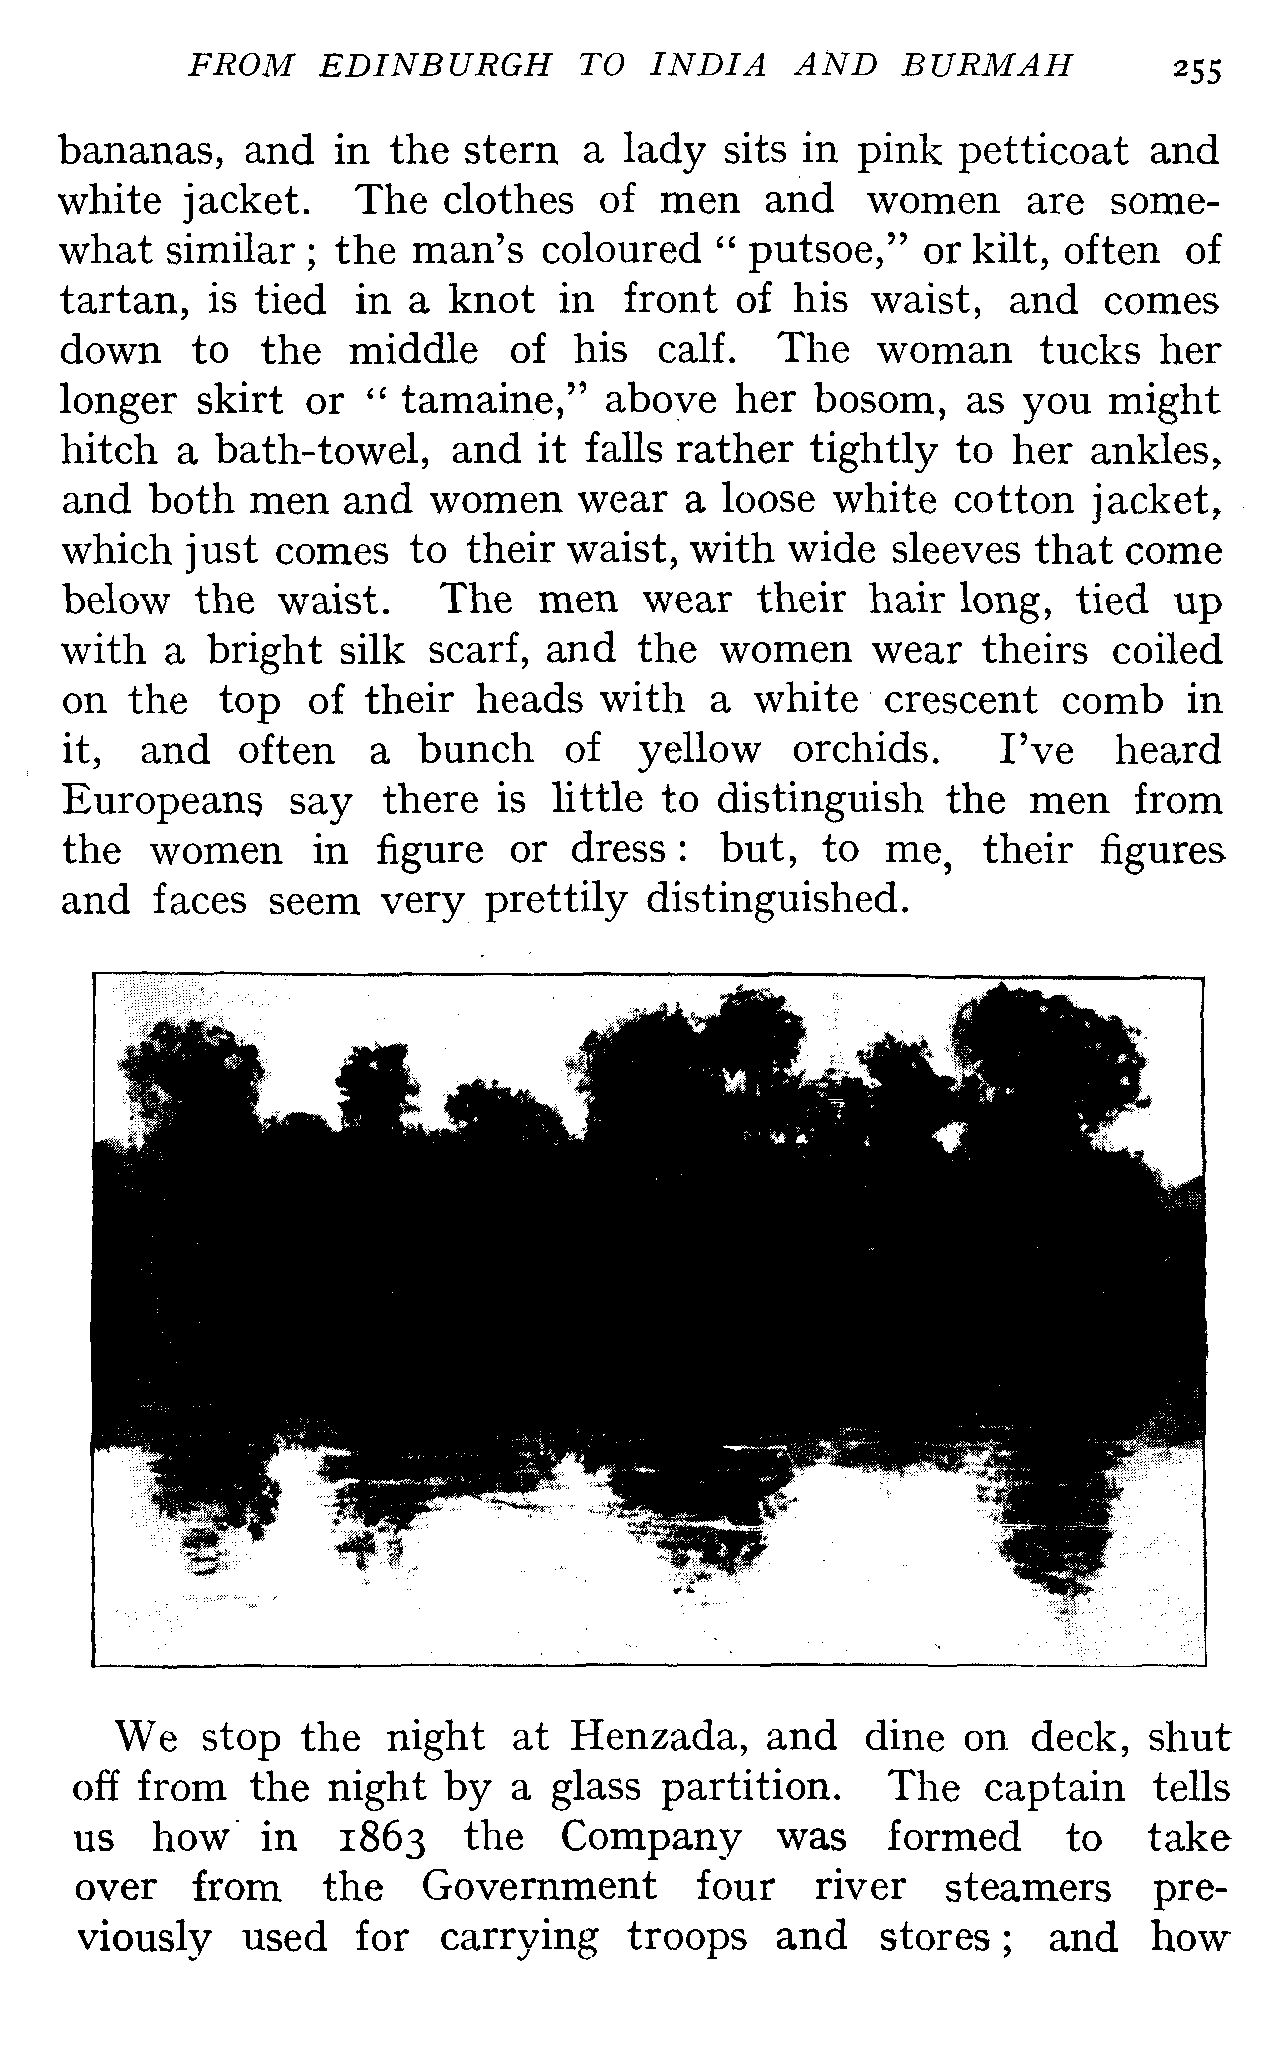 FROM EDINBURGH TO INDIA AND BURMAH 255
bananas, and in the stern a lady sits in pink petticoat and
white jacket. The clothes of men and women are some-
what similar ; the man's coloured “ putsoe,” or kilt, often of
tartan, is tied in a knot in front of his waist, and comes
down to the middle of his calf. The woman tucks her
longer skirt or “ tamaine,” above her bosom, as you might
hitch a bath-towel, and it falls rather tightly to her ankles,
and both men and women wear a loose white cotton jacket,
which just comes to their waist, with wide sleeves that come
below the waist. The men wear their hair long, tied up
with a bright silk scarf, and the women wear theirs coiled
on the top of their heads with a white crescent comb in
it, and often a bunch of yellow orchids. I've heard
Europeans say there is little to distinguish the men from
the women in figure or dress : but, to me, their figures
and faces seem very prettily distinguished.
We stop the night at Henzada, and dine on deck, shut
off from the night by a glass partition. The captain tells
us how in 1863 the Company was formed to take
over from the Government four river steamers pre-
viously used for carrying troops and stores ; and how